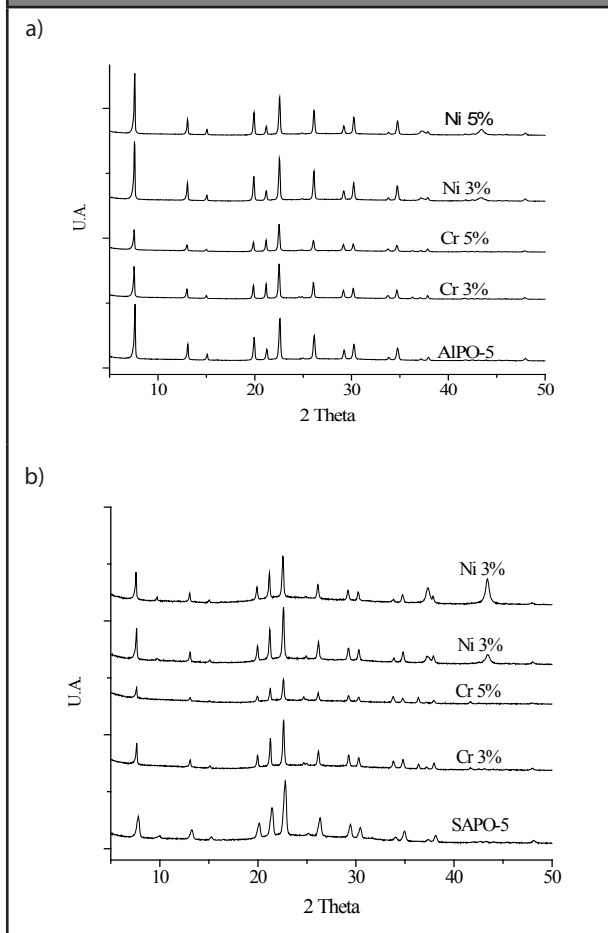 a)
Ni 5%
Ni 3%
Cr 5%
Cr 3%
AlPO-5
U.A.
10 20 30 40 50
2 Theta
b)
Ni 3%
Ni 3%
Cr 5%
Cr 3%
SAPO-5
U.A.
10 20 30 40 50
2 Theta